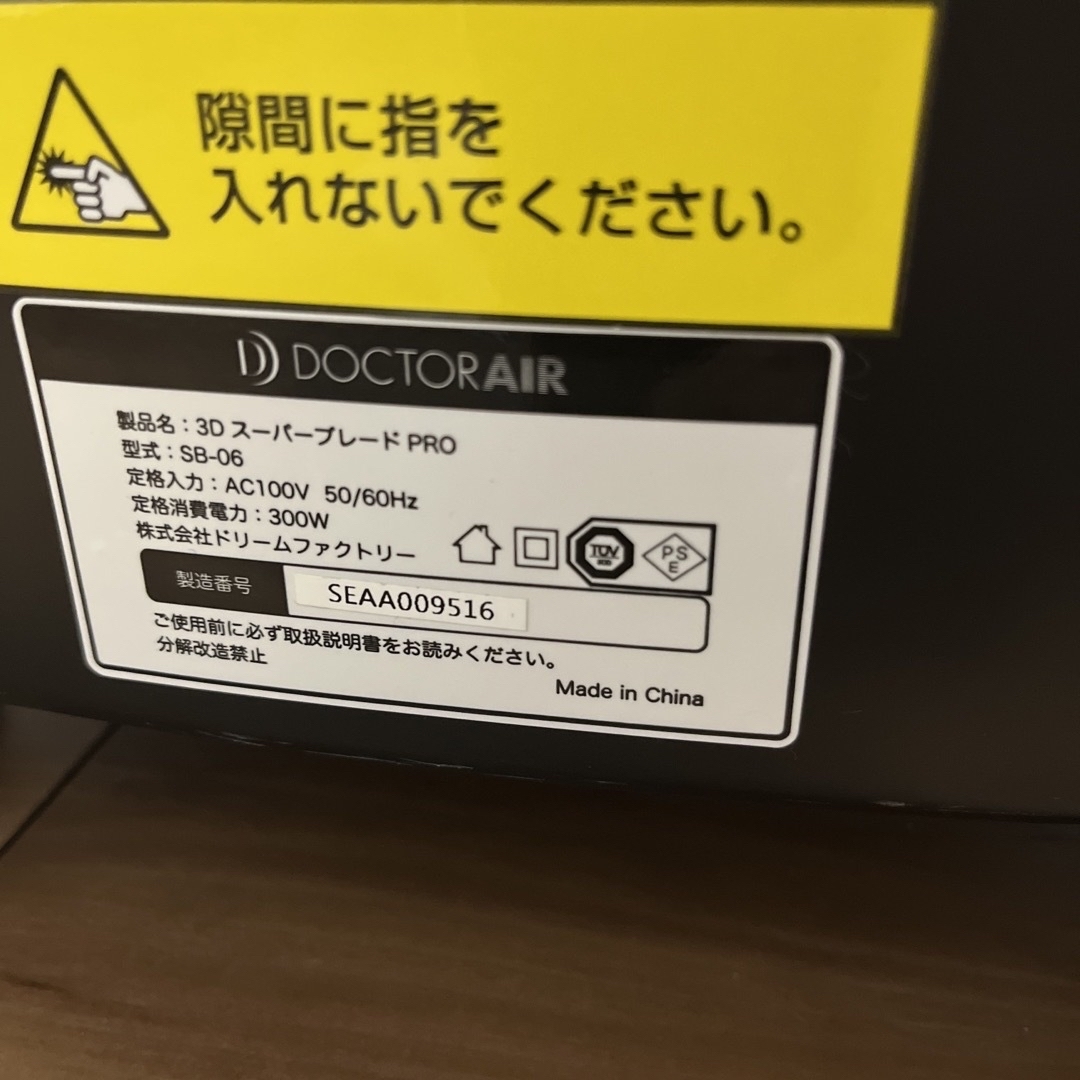 隙間に指を
入れないでください。
DOCTORAIR
製品名：3D スーパーブレード PRO
型式：SB-06
定格入力：AC100V 50/60Hz
定格消費電力：300W
株式会社ドリームファクトリー
TÜV
PS
E
製造番号 SEAA009516
ご使用前に必ず取扱説明書をお読みください。
分解改造禁止
Made in China